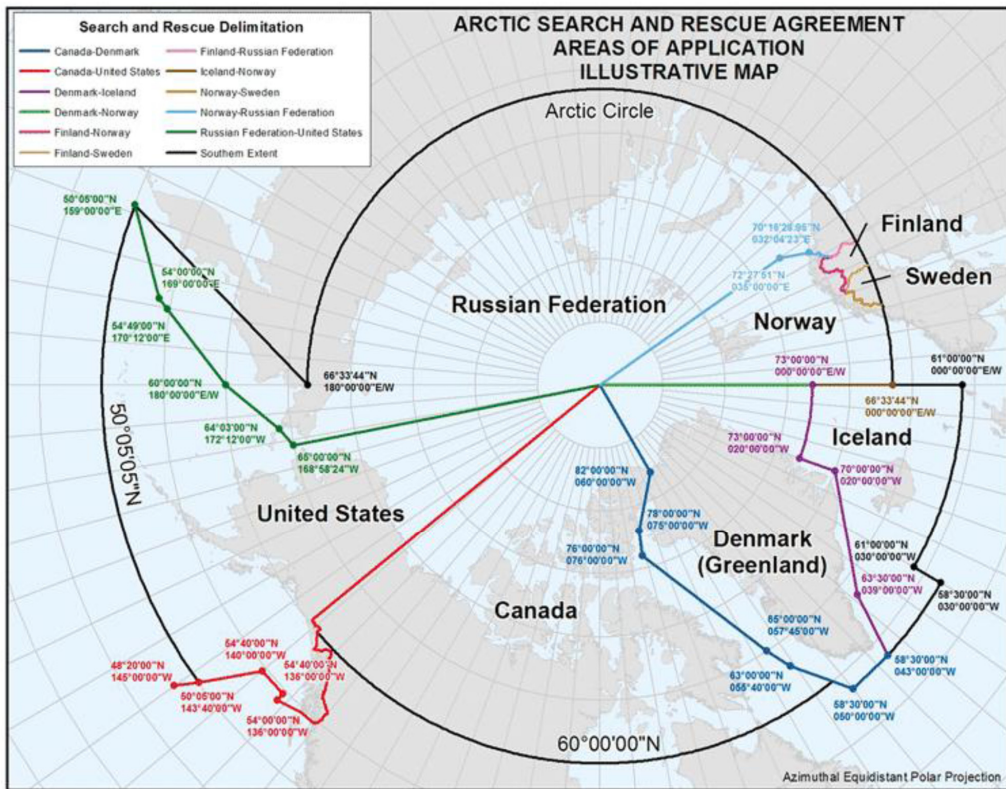 ARCTIC SEARCH AND RESCUE AGREEMENT
AREAS OF APPLICATION
ILLUSTRATIVE MAP
Search and Rescue Delimitation
Canada-Denmark
Canada-United States
Denmark-Iceland
Denmark-Norway
Finland-Norway
Finland-Sweden
Finland-Russian Federation
Iceland-Norway
Norway-Sweden
Norway-Russian Federation
Russian Federation-United States
Southern Extent
Arctic Circle
50°05'00"N
159°00'00"E
54°00'00"N
169°00'00"E
54°49'00"N
170°12'00"E
60°00'00"N
180°00'00"E/W
64°03'00"N
172°12'00"W
65°00'00"N
168°58'24"W
66°33'44"N
180°00'00"E/W
50°05'05"N
Russian Federation
032°04'23"E
72°27'51"N
035°00'00"E
Finland
Sweden
Norway
73°00'00"N
000°00'00"E/W
61°00'00"N
000°00'00"E/W
66°33'44"N
000°00'00"E/W
Iceland
73°00'00"N
020°00'00"W
70°00'00"N
020°00'00"W
61°00'00"N
030°00'00"W
58°30'00"N
030°00'00"W
63°30'00"N
039°00'00"W
58°30'00"N
043°00'00"W
82°00'00"N
060°00'00"W
78°00'00"N
075°00'00"W
76°00'00"N
076°00'00"W
Denmark
(Greenland)
United States
Canada
65°00'00"N
057°45'00"W
63°00'00"N
055°40'00"W
58°30'00"N
050°00'00"W
54°40'00"N
140°00'00"W
54°40'00"N
136°00'00"W
54°00'00"N
136°00'00"W
48°20'00"N
145°00'00"W
50°05'00"N
143°40'00"W
60°00'00"N
Azimuthal Equidistant Polar Projection